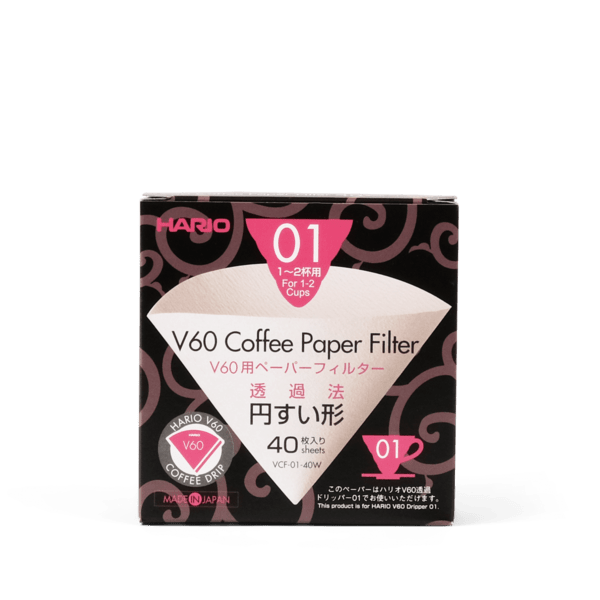 HARIO
01
1〜2杯用
For 1-2
Cups
V60 Coffee Paper Filter
V60用ペーパーフィルター
透過法
円すい形
40枚入り
sheets
VCF-01-40W
HARIO V60
V60
COFFEE DRIP
MADE IN JAPAN
01
このペーパーはハリオV60透過
ドリッパー01でお使いいただけます。
This product is for HARIO V60 Dripper 01.